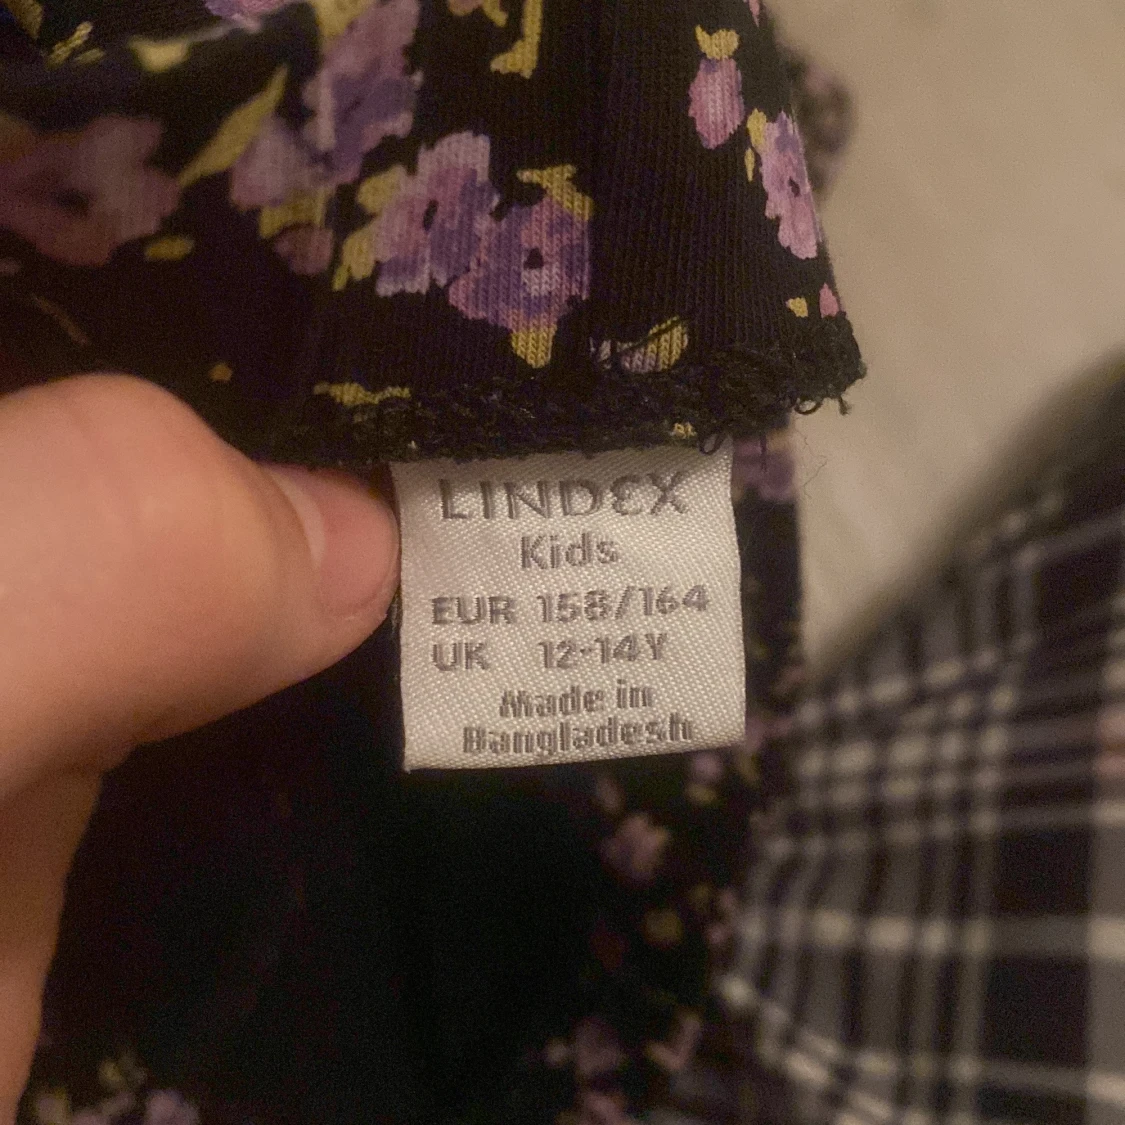 LINDEX
Kids
EUR 158/164
UK 12-14Y
Made in
Bangladesh